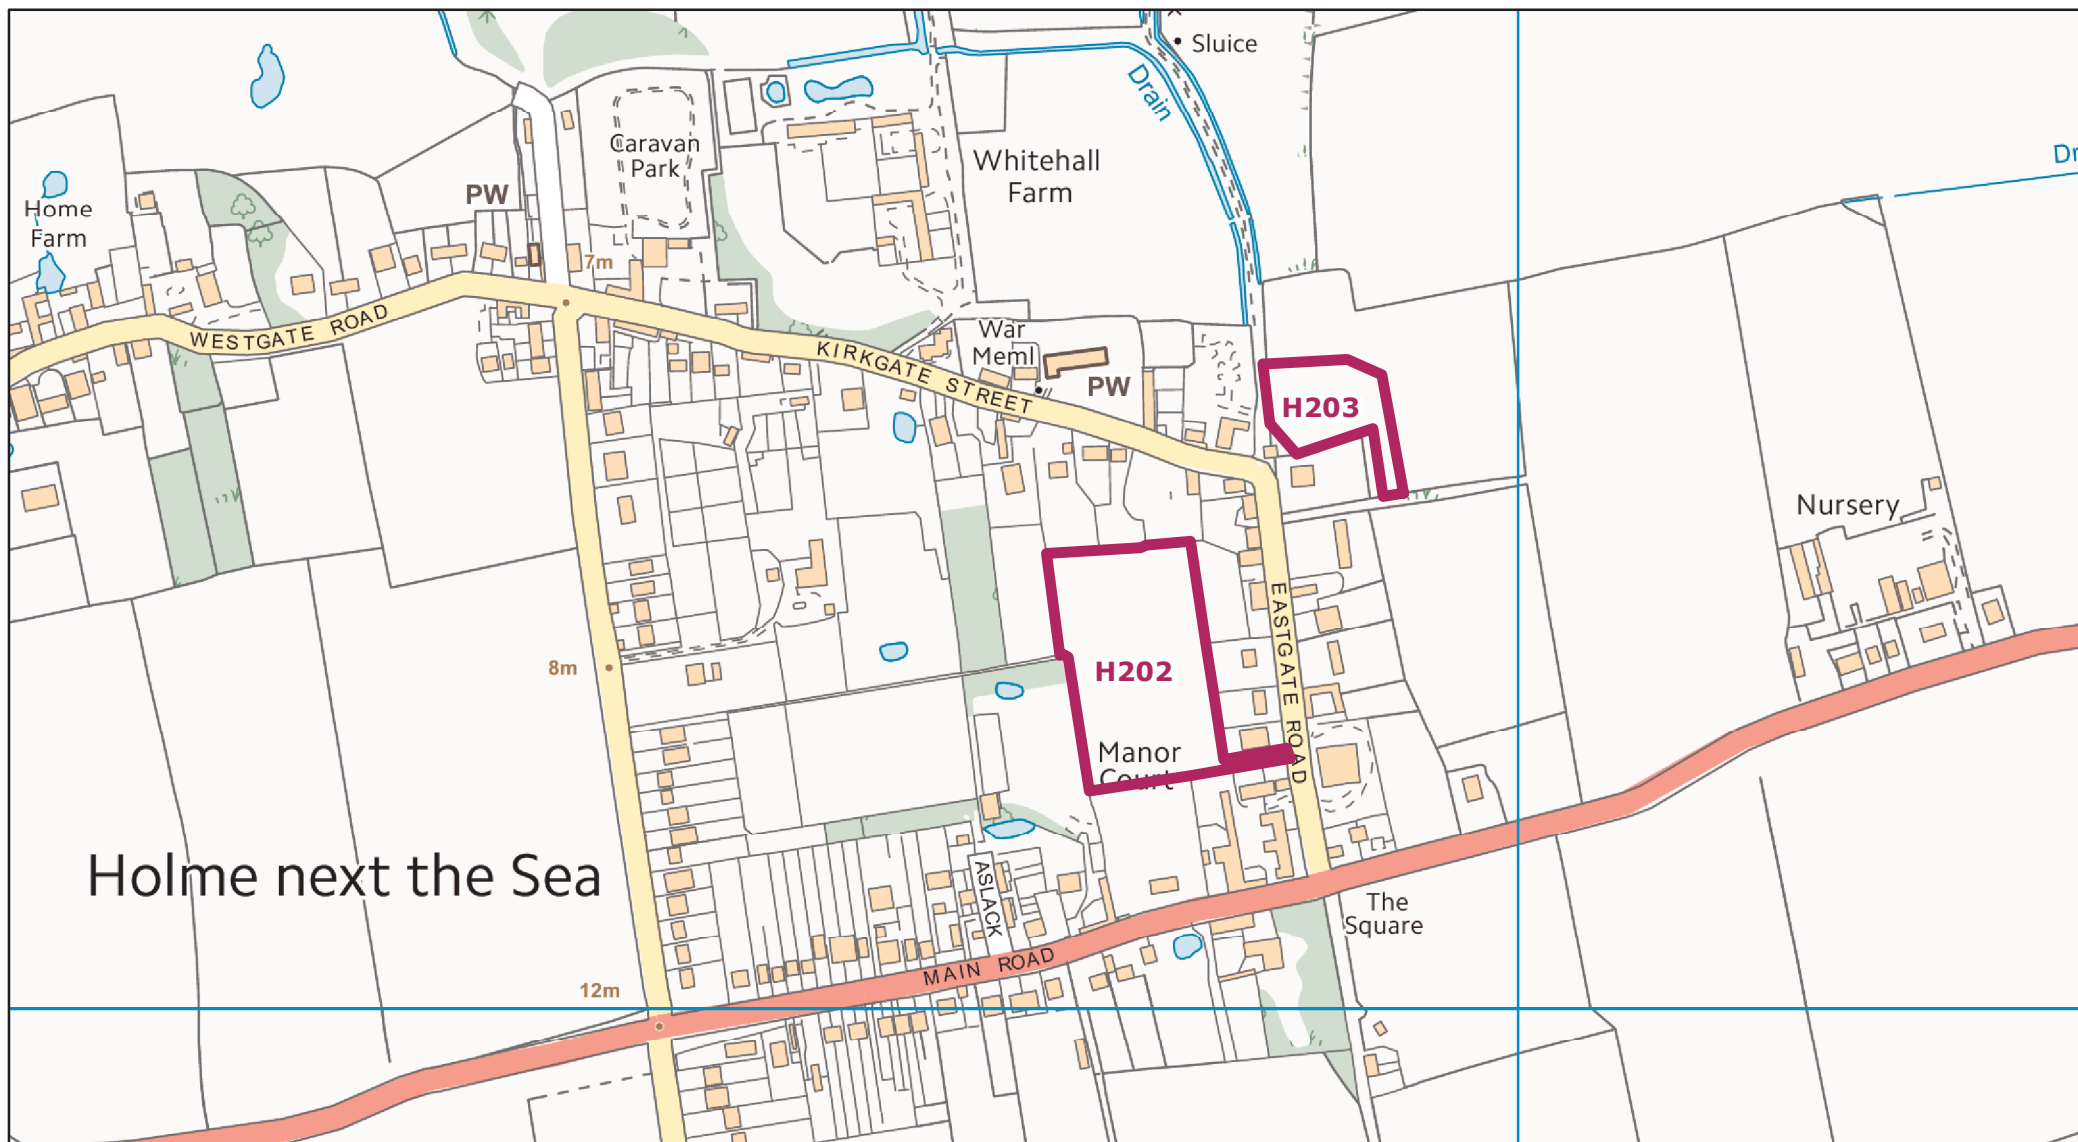 Sluice
Drain
Caravan
Park
Whitehall
Farm
Dr
PW
Home
Farm
7m
WESTGATE ROAD
War
Meml
KIRKGATE STREET
PW
H203
Nursery
EASTGATE ROAD
8m
H202
Manor
Court
Holme next the Sea
ASLACK
The
Square
MAIN ROAD
12m